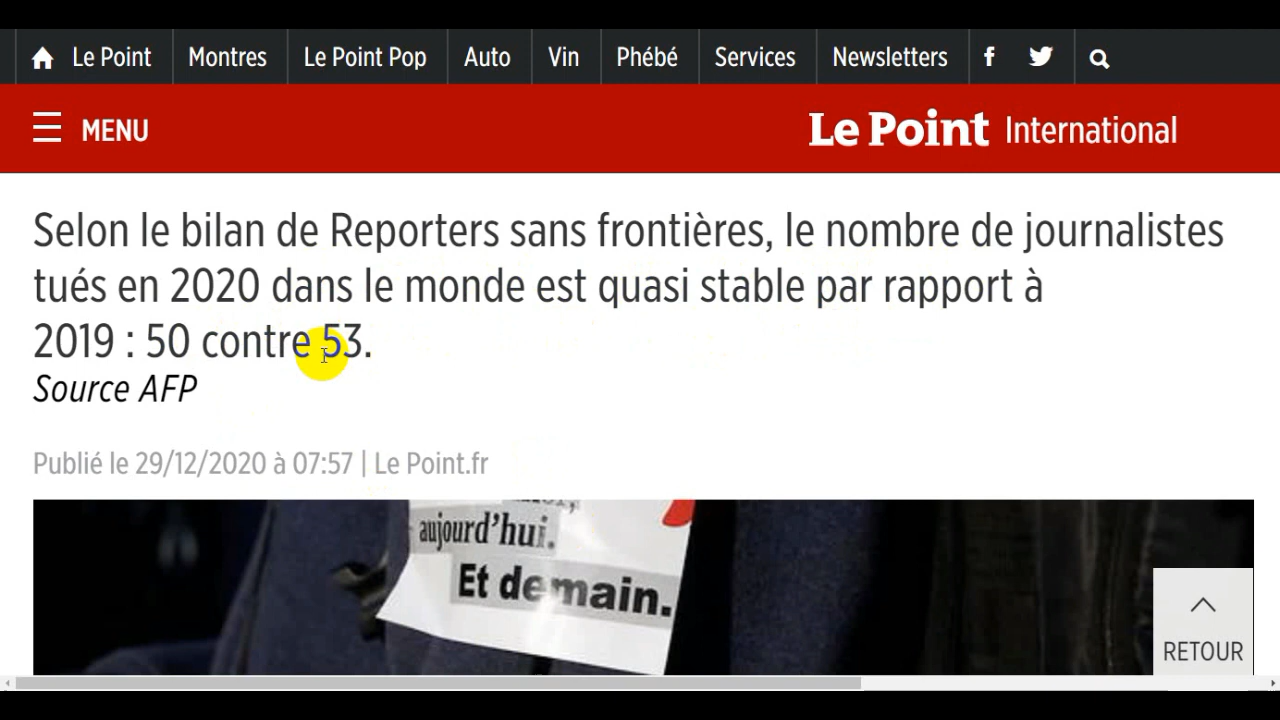 Le Point Montres Le Point Pop Auto Vin Phébé Services Newsletters
MENU
Le Point International
Selon le bilan de Reporters sans frontières, le nombre de journalistes
tués en 2020 dans le monde est quasi stable par rapport à
2019 : 50 contre 53.
Source AFP
Publié le 29/12/2020 à 07:57 | Le Point.fr
aujourd'hui.
Et demain.
RETOUR